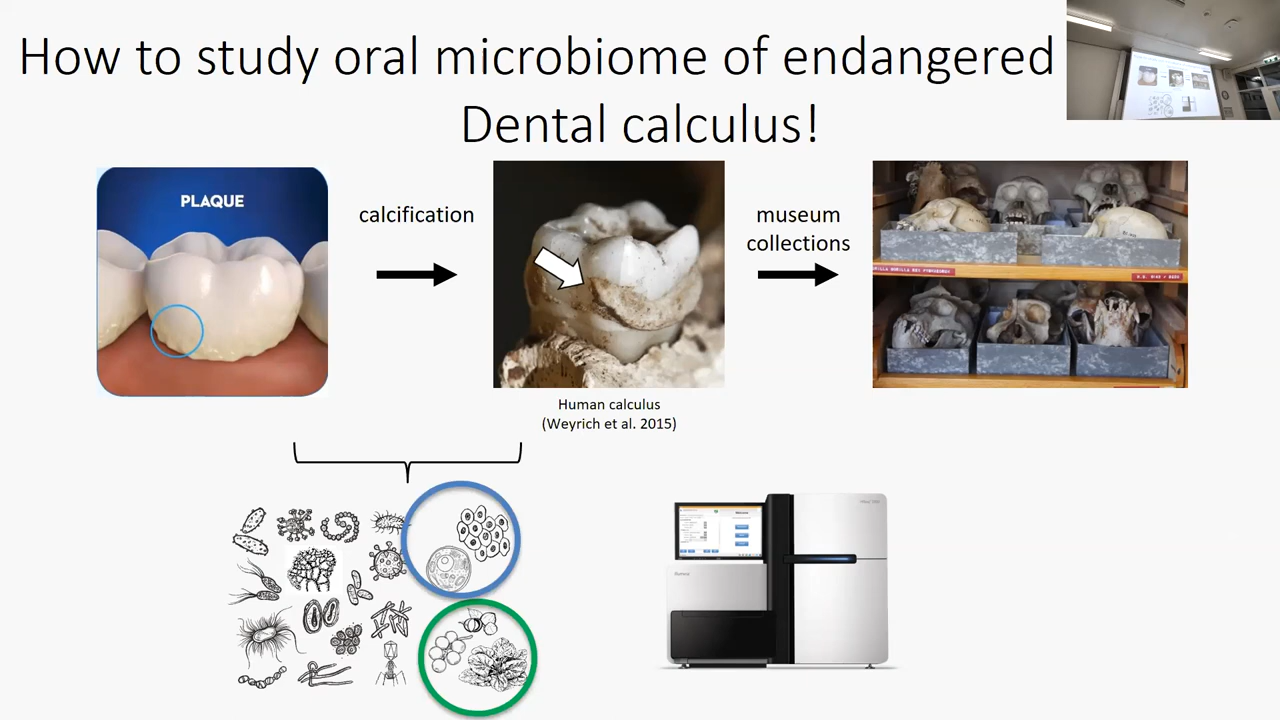 How to study oral microbiome of endangered
Dental calculus!
PLAQUE
calcification
museum
collections
Human calculus
(Weyrich et al. 2015)